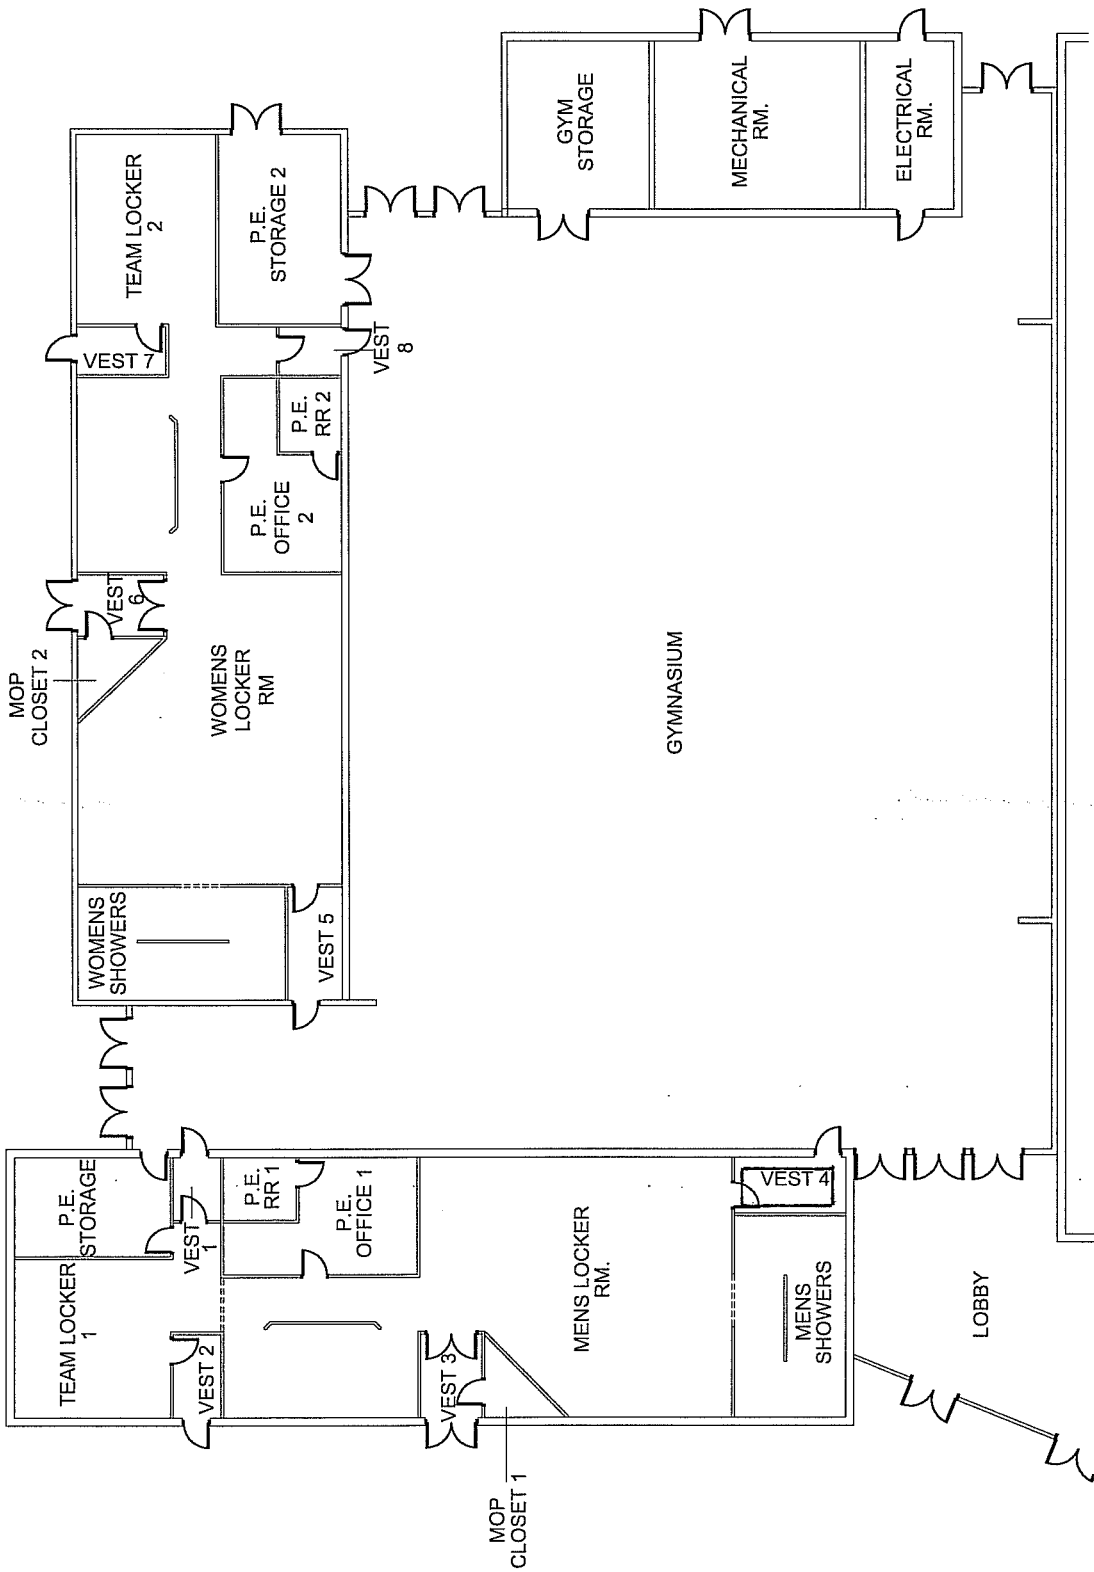 MOP
CLOSET 2
TEAM LOCKER
2
P.E.
STORAGE 2
VEST 7
VEST
8
P.E.
RR 2
P.E.
OFFICE
2
VEST
6
WOMENS
LOCKER
RM
WOMENS
SHOWERS
VEST 5
GYM
STORAGE
MECHANICAL
RM.
ELECTRICAL
RM.
GYMNASIUM
P.E.
STORAGE
TEAM LOCKER
1
VEST
1
VEST 2
P.E.
RR 1
P.E.
OFFICE 1
VEST 3
MOP
CLOSET 1
MENS LOCKER
RM.
VEST 4
MENS
SHOWERS
LOBBY